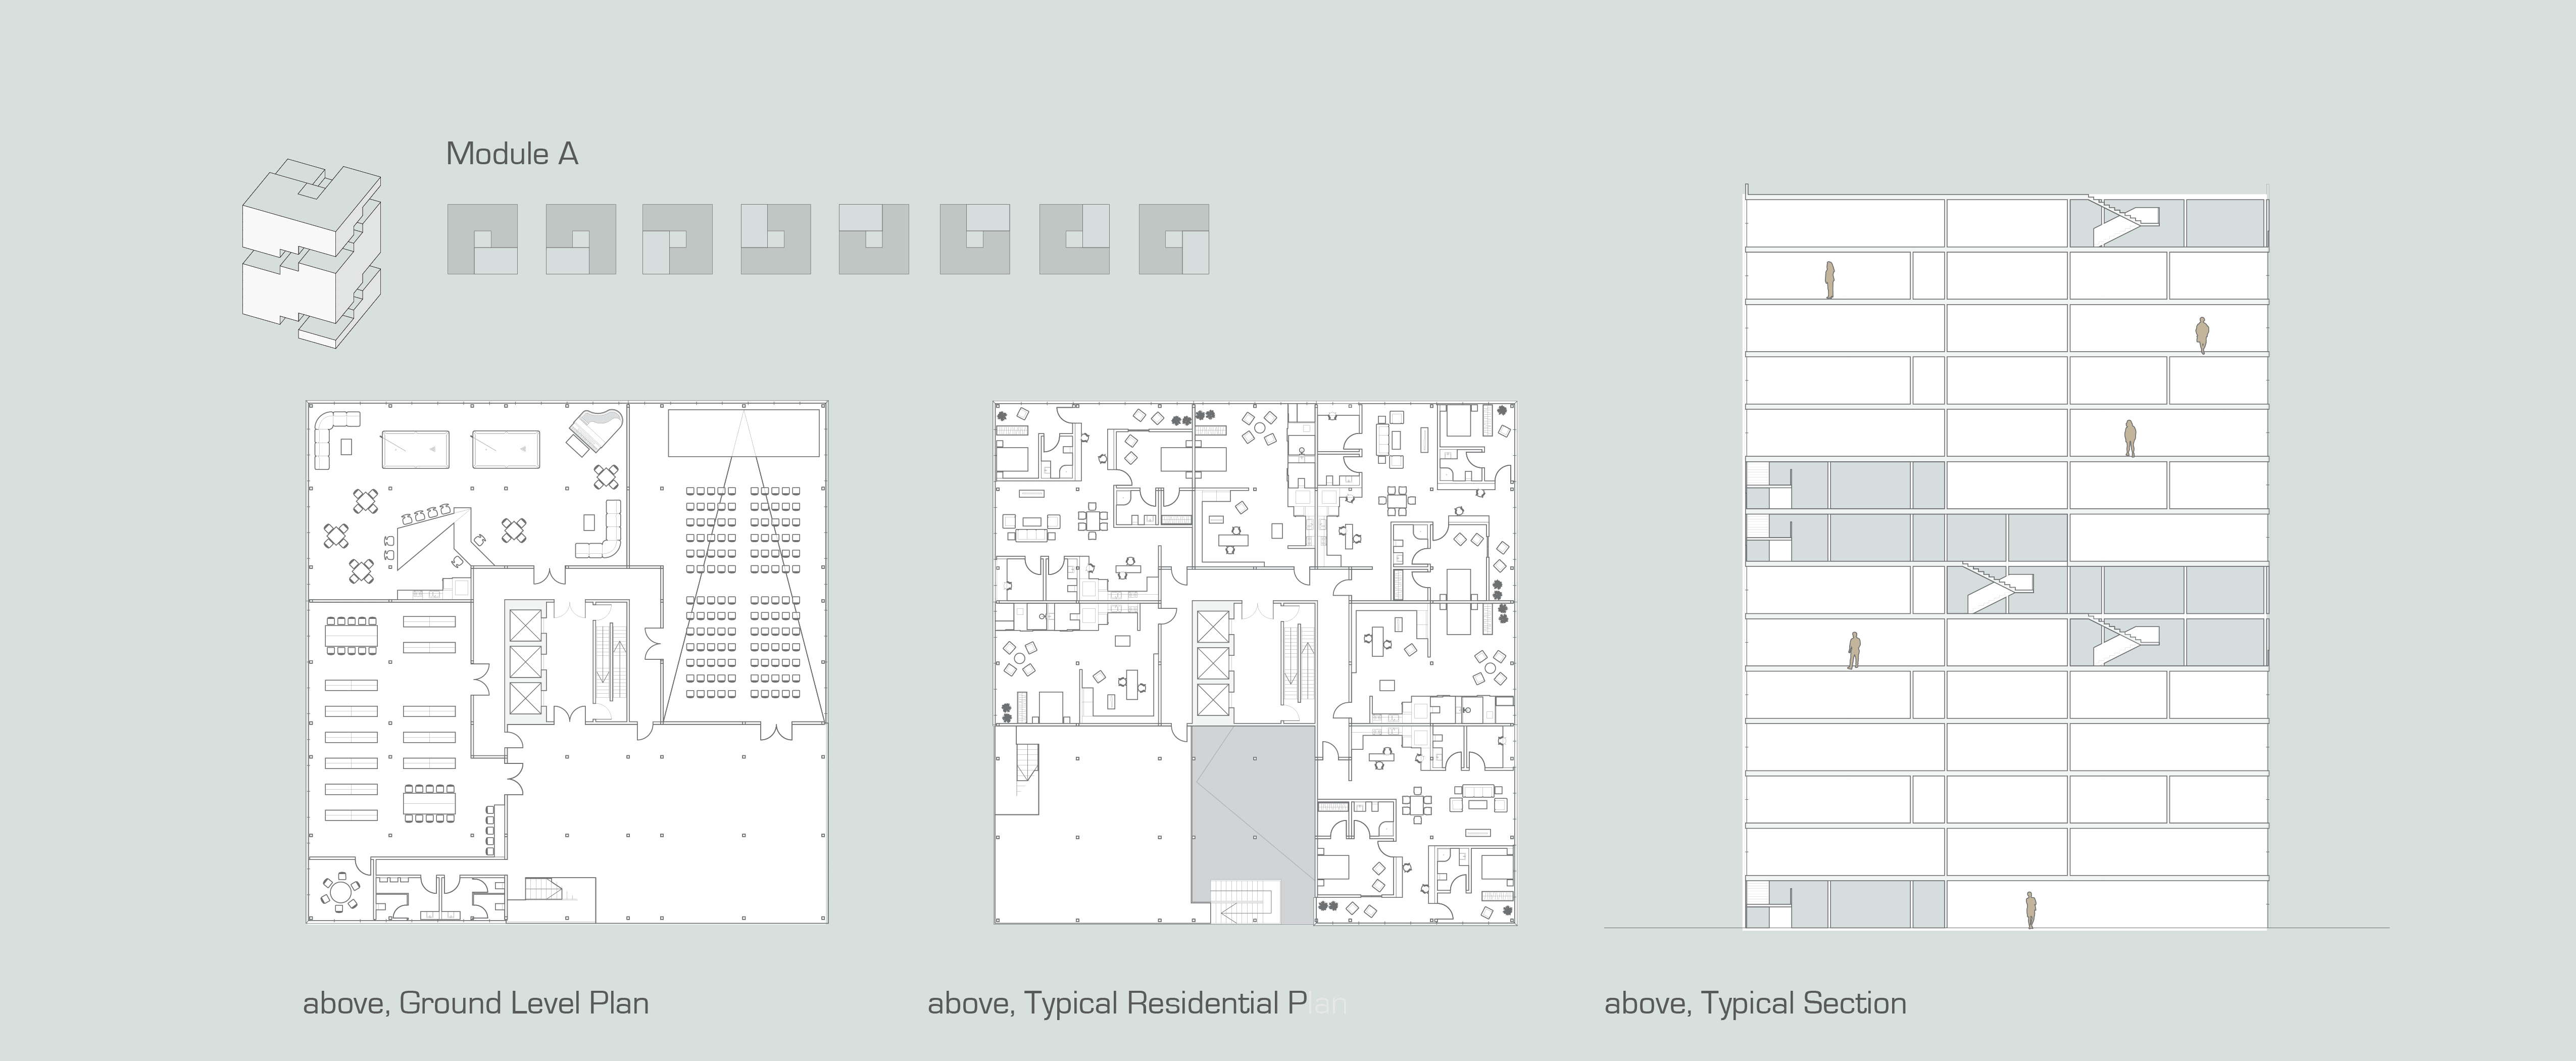 Module A
above, Ground Level Plan
above, Typical Residential Plan
above, Typical Section